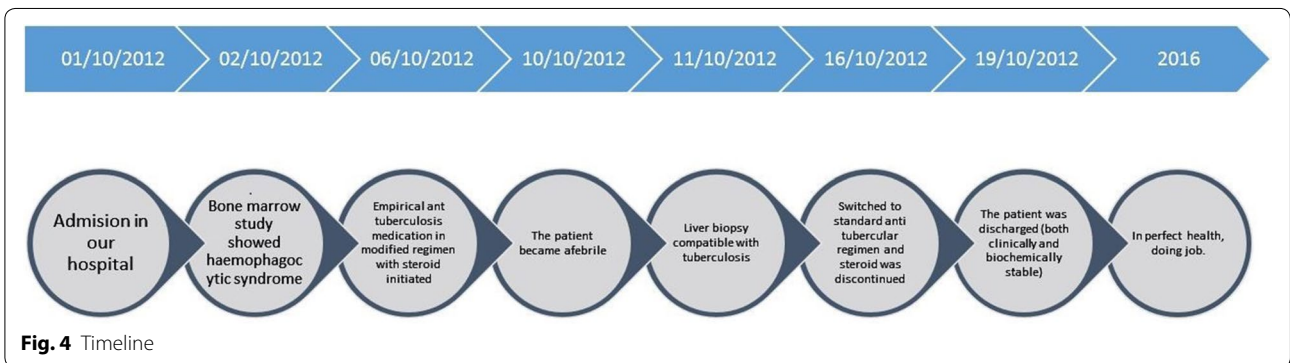 01/10/2012
02/10/2012
06/10/2012
10/10/2012
11/10/2012
16/10/2012
19/10/2012
2016
Admision in
our
hospital
Bone marrow
study
showed
haemophagoc
ytic syndrome
Empirical ant
tuberculosis
medication in
modified regimen
with steroid
initiated
The patient
became afebrile
Liver biopsy
compatible with
tuberculosis
Switched to
standard anti
tubercular
regimen and
steroid was
discontinued
The patient was
discharged (both
clinically and
biochemically
stable)
In perfect health,
doing job.
Fig. 4 Timeline